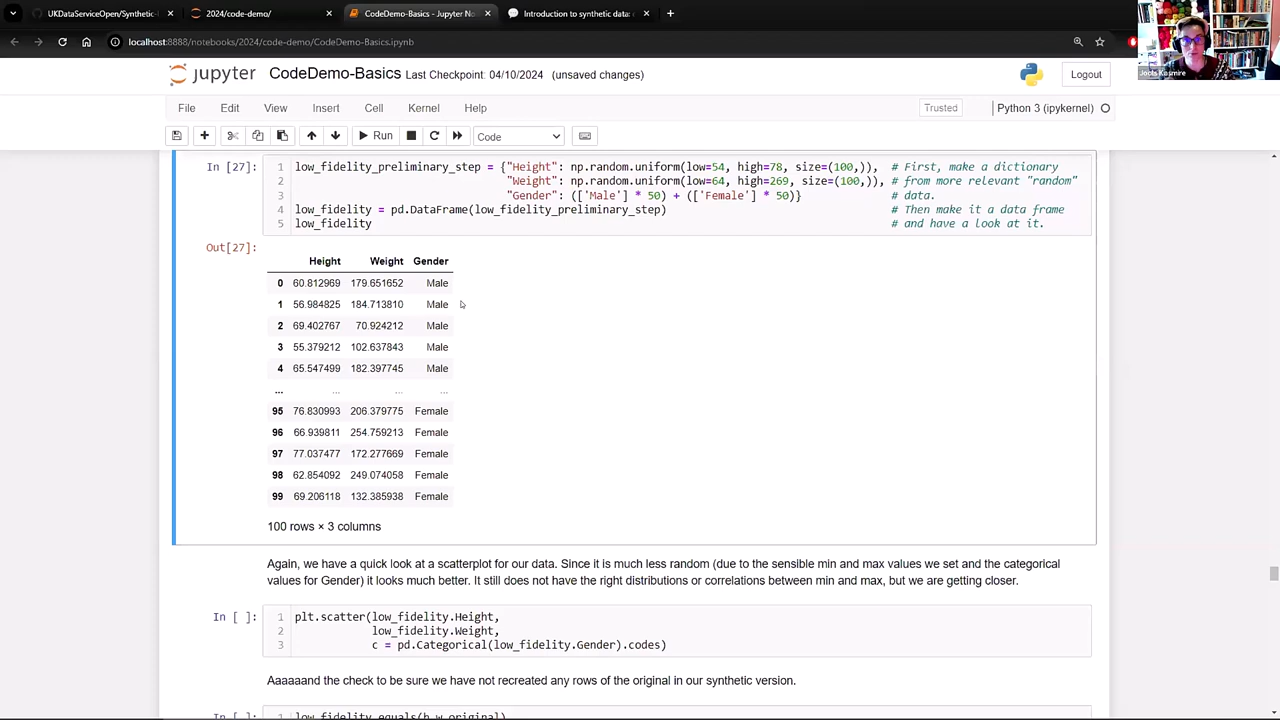 UKDataServiceOpen/Synthetic-
2024/code-demo/
CodeDemo-Basics - Jupyter No
Introduction to synthetic data:
localhost:8888/notebooks/2024/code-demo/CodeDemo-Basics.ipynb
Jools Kasmire
jupyter CodeDemo-Basics Last Checkpoint: 04/10/2024 (unsaved changes)
Logout
File Edit View Insert Cell Kernel Help
Trusted
Python 3 (ipykernel)
Run
Code
In [27]:
1 low_fidelity_preliminary_step = {"Height": np.random.uniform(low=54, high=78, size=(100,)), # First, make a dictionary
2 "Weight": np.random.uniform(low=64, high=269, size=(100,)), # from more relevant "random"
3 "Gender": (['Male'] * 50) + (['Female'] * 50)} # data.
4 low_fidelity = pd.DataFrame(low_fidelity_preliminary_step) # Then make it a data frame
5 low_fidelity # and have a look at it.
Out[27]:
Height Weight Gender
0 60.812969 179.651652 Male
1 56.984825 184.713810 Male
2 69.402767 70.924212 Male
3 55.379212 102.637843 Male
4 65.547499 182.397745 Male
... ... ... ...
95 76.830993 206.379775 Female
96 66.939811 254.759213 Female
97 77.037477 172.277669 Female
98 62.854092 249.074058 Female
99 69.206118 132.385938 Female
100 rows × 3 columns
Again, we have a quick look at a scatterplot for our data. Since it is much less random (due to the sensible min and max values we set and the categorical
values for Gender) it looks much better. It still does not have the right distributions or correlations between min and max, but we are getting closer.
In [ ]:
1 plt.scatter(low_fidelity.Height,
2 low_fidelity.Weight,
3 c = pd.Categorical(low_fidelity.Gender).codes)
Aaaaaand the check to be sure we have not recreated any rows of the original in our synthetic version.
In [ ]:
1 low_fidelity.equals(h_w_original)